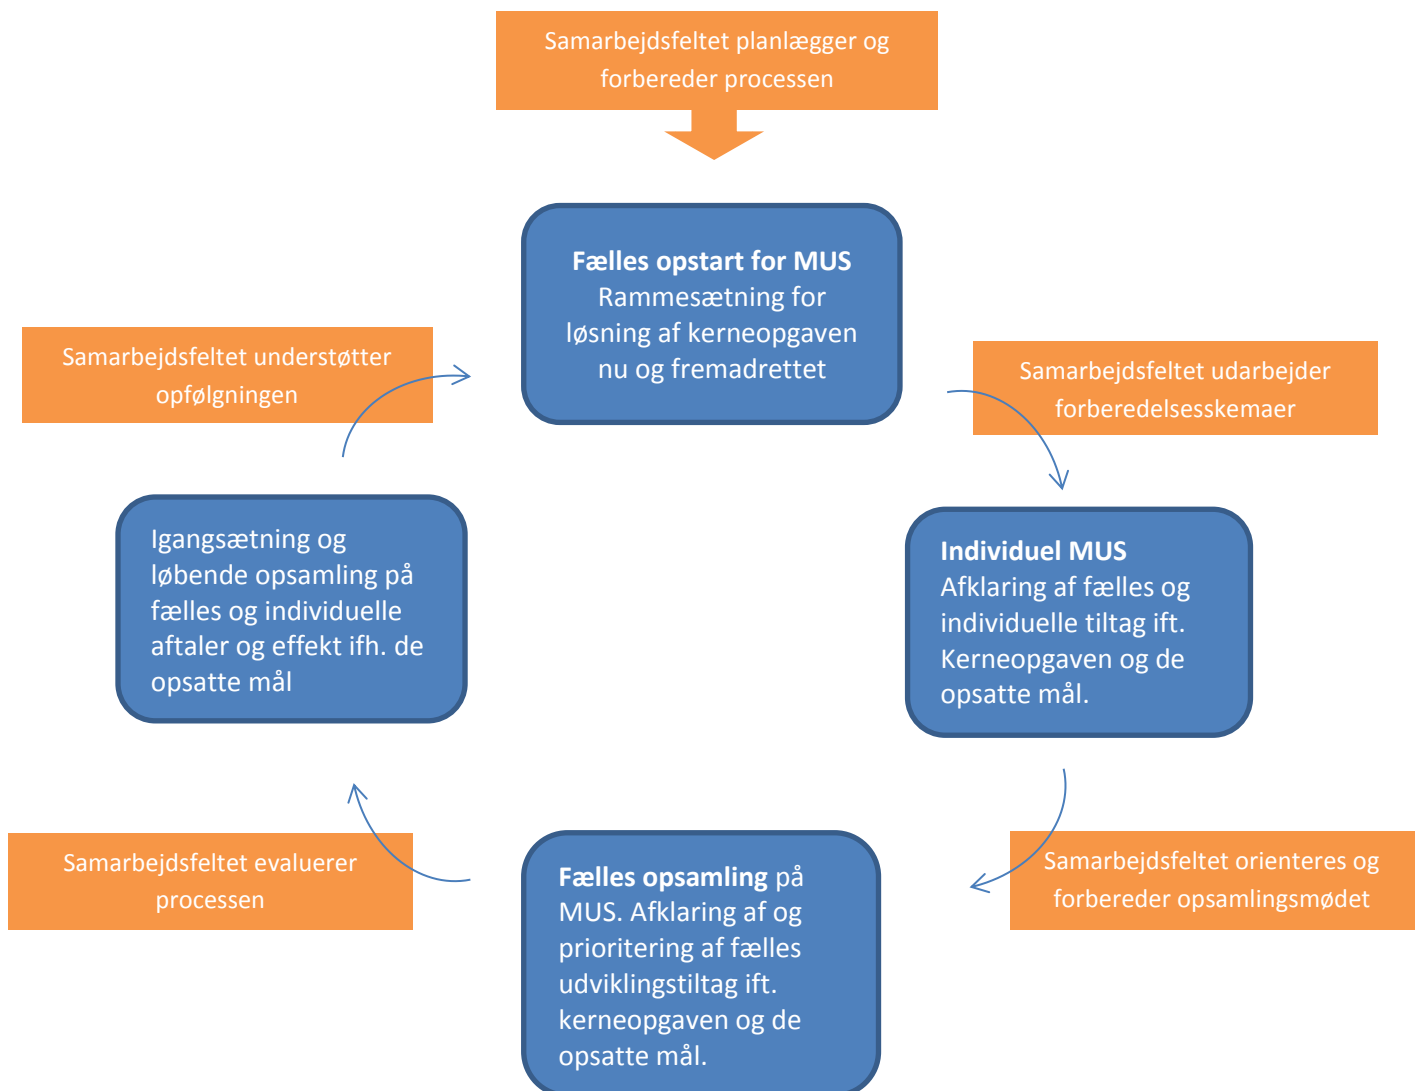 Samarbejdsfeltet planlægger og
forbereder processen
Fælles opstart for MUS
Rammesætning for
løsning af kerneopgaven
nu og fremadrettet
Samarbejdsfeltet understøtter
opfølgningen
Samarbejdsfeltet udarbejder
forberedelsesskemaer
Igangsætning og
løbende opsamling på
fælles og individuelle
aftaler og effekt ifh. de
opsatte mål
Individuel MUS
Afklaring af fælles og
individuelle tiltag ift.
Kerneopgaven og de
opsatte mål.
Samarbejdsfeltet evaluerer
processen
Fælles opsamling på
MUS. Afklaring af og
prioritering af fælles
udviklingstiltag ift.
kerneopgaven og de
opsatte mål.
Samarbejdsfeltet orienteres og
forbereder opsamlingsmødet